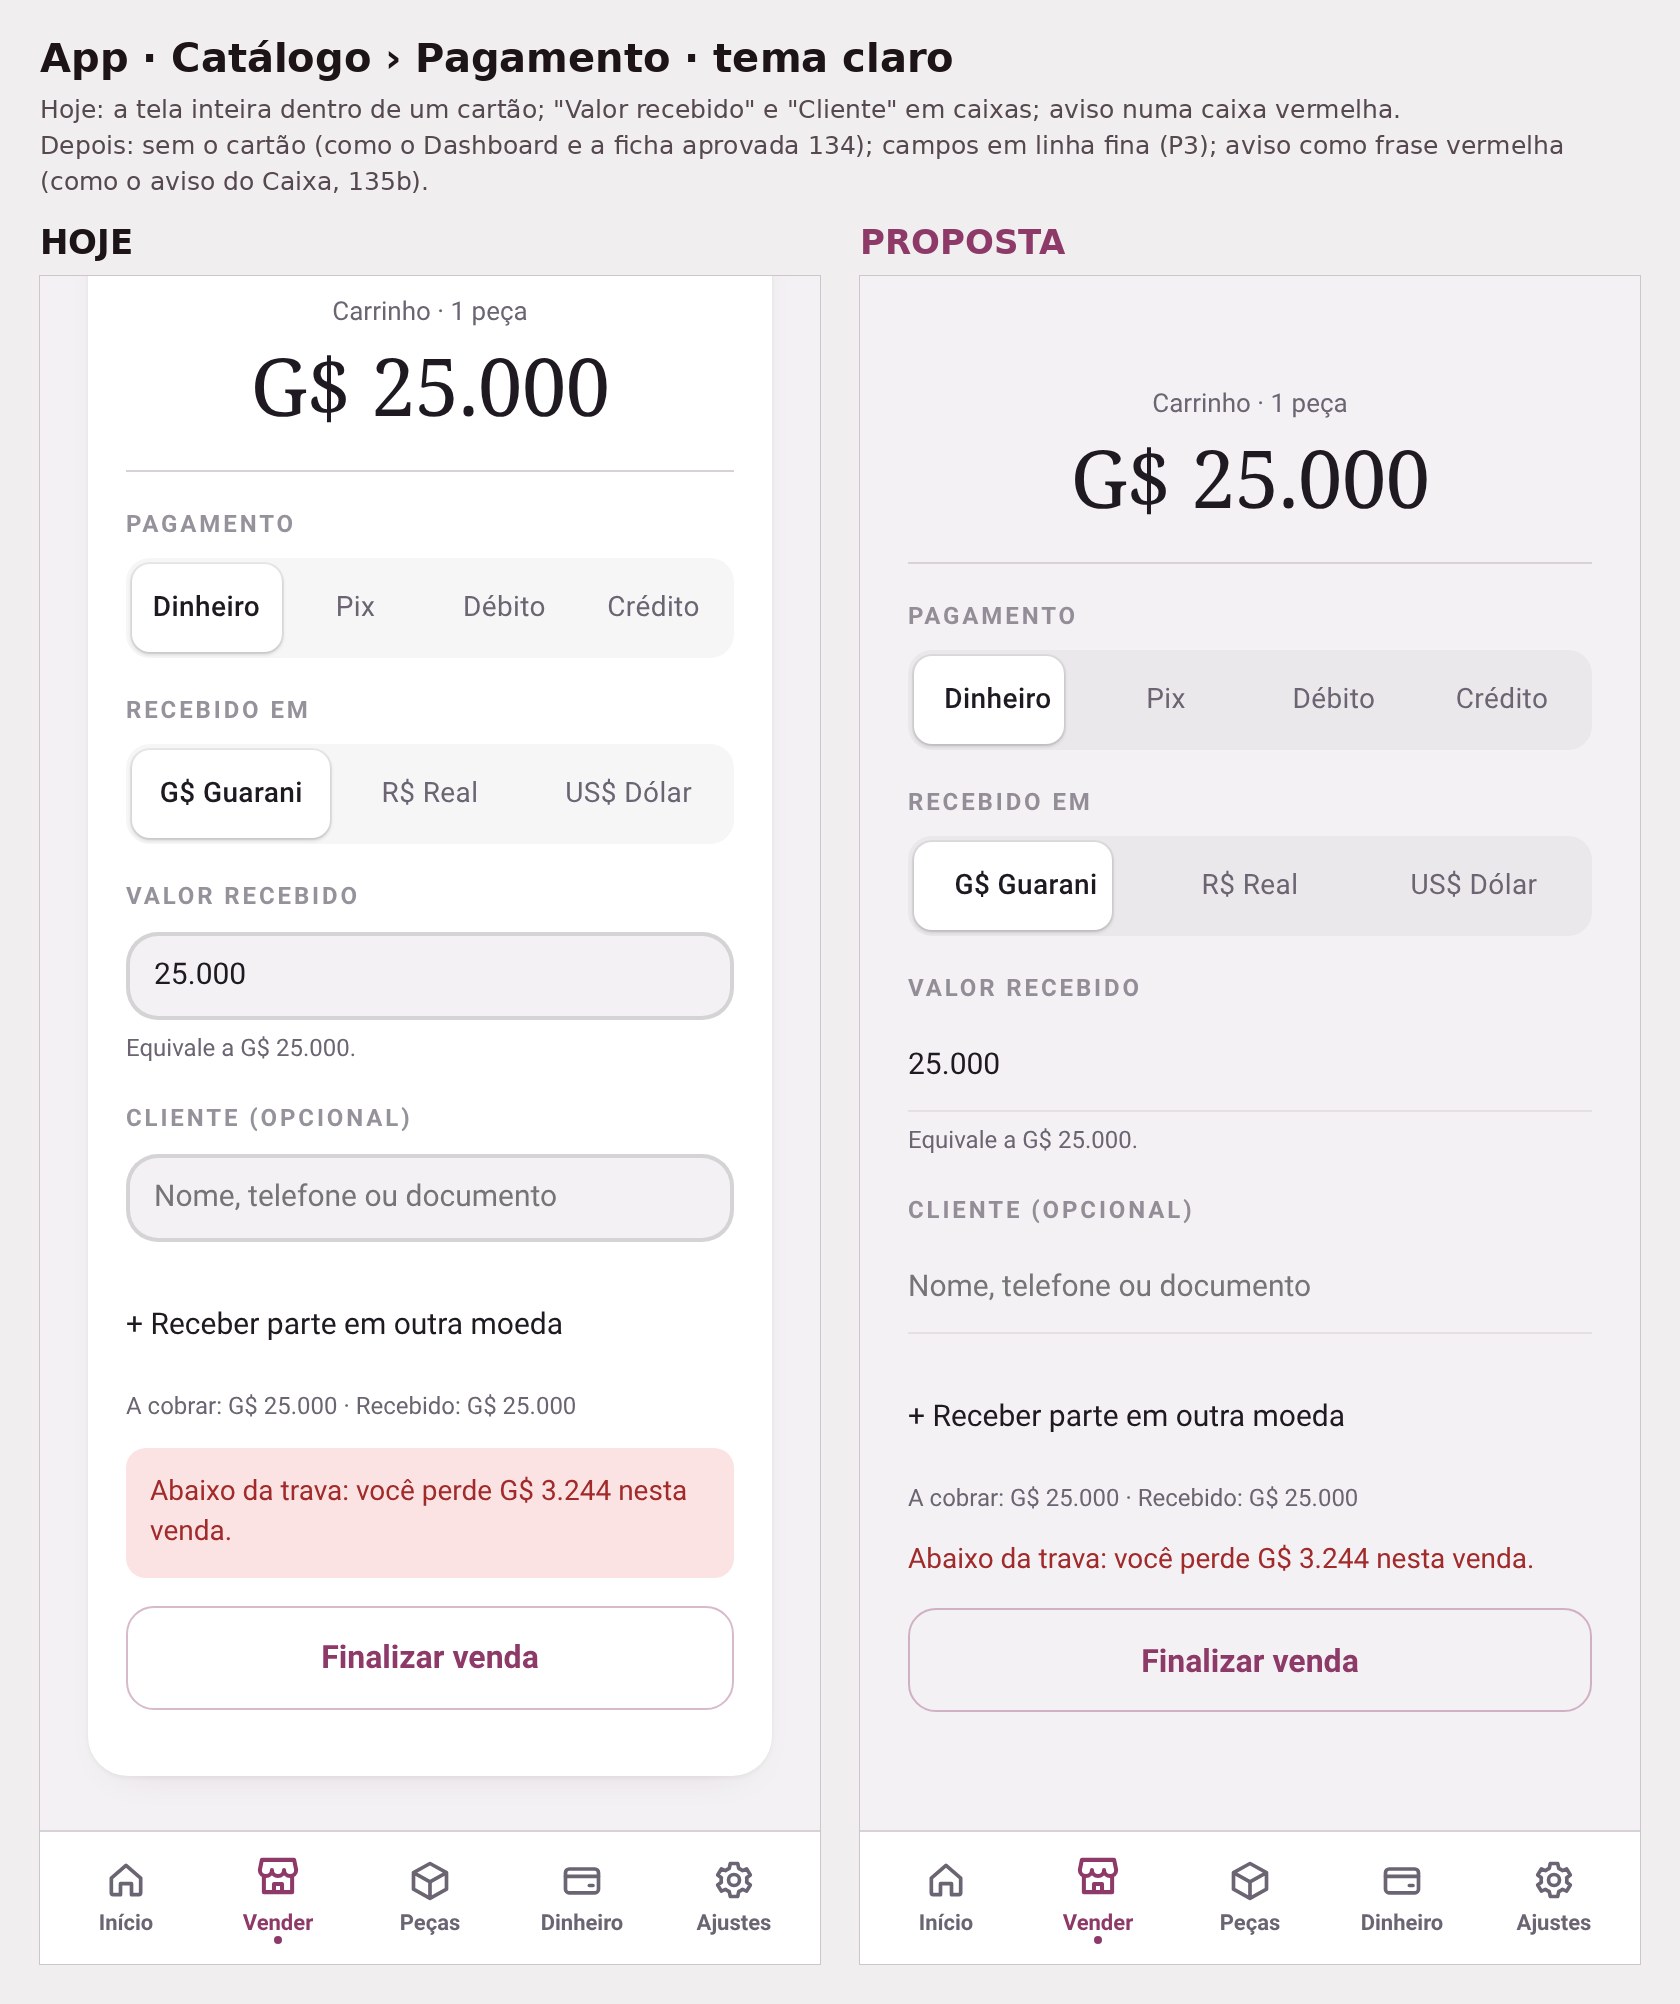 App · Catálogo › Pagamento · tema claro
Hoje: a tela inteira dentro de um cartão; "Valor recebido" e "Cliente" em caixas; aviso numa caixa vermelha.
Depois: sem o cartão (como o Dashboard e a ficha aprovada 134); campos em linha fina (P3); aviso como frase vermelha
(como o aviso do Caixa, 135b).
HOJE
Carrinho · 1 peça
G$ 25.000
PAGAMENTO
Dinheiro Pix Débito Crédito
RECEBIDO EM
G$ Guarani R$ Real US$ Dólar
VALOR RECEBIDO
25.000
Equivale a G$ 25.000.
CLIENTE (OPCIONAL)
Nome, telefone ou documento
+ Receber parte em outra moeda
A cobrar: G$ 25.000 · Recebido: G$ 25.000
Abaixo da trava: você perde G$ 3.244 nesta
venda.
Finalizar venda
Início Vender Peças Dinheiro Ajustes
PROPOSTA
Carrinho · 1 peça
G$ 25.000
PAGAMENTO
Dinheiro Pix Débito Crédito
RECEBIDO EM
G$ Guarani R$ Real US$ Dólar
VALOR RECEBIDO
25.000
Equivale a G$ 25.000.
CLIENTE (OPCIONAL)
Nome, telefone ou documento
+ Receber parte em outra moeda
A cobrar: G$ 25.000 · Recebido: G$ 25.000
Abaixo da trava: você perde G$ 3.244 nesta venda.
Finalizar venda
Início Vender Peças Dinheiro Ajustes